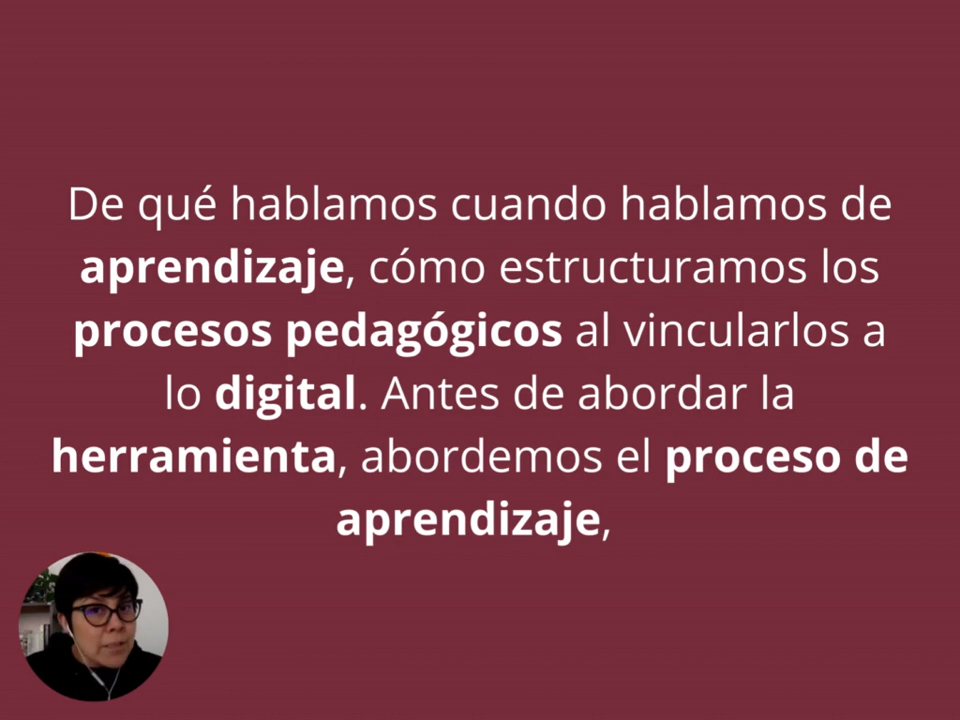 De qué hablamos cuando hablamos de
aprendizaje, cómo estructuramos los
procesos pedagógicos al vincularlos a
lo digital. Antes de abordar la
herramienta, abordemos el proceso de
aprendizaje,